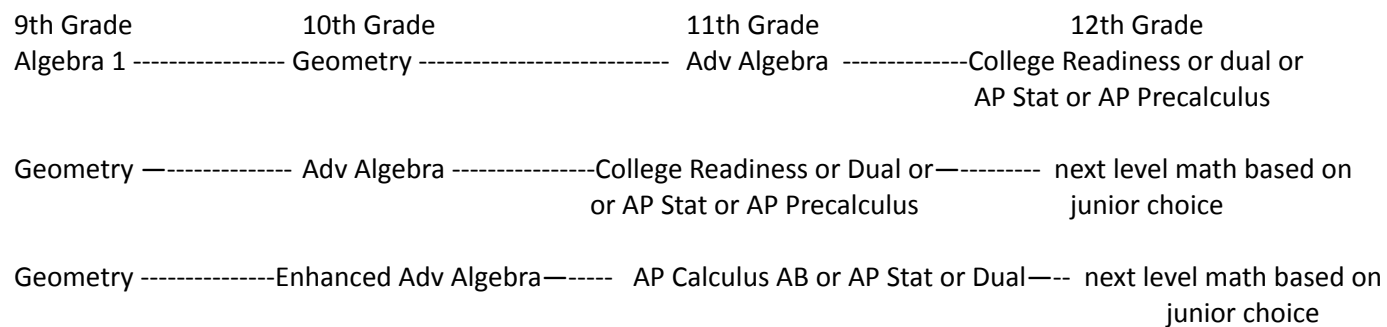 9th Grade 10th Grade 11th Grade 12th Grade
Algebra 1 ----------------- Geometry ---------------------------- Adv Algebra --------------College Readiness or dual or
AP Stat or AP Precalculus
Geometry —-------------- Adv Algebra ----------------College Readiness or Dual or—--------- next level math based on
or AP Stat or AP Precalculus junior choice
Geometry ---------------Enhanced Adv Algebra—----- AP Calculus AB or AP Stat or Dual—-- next level math based on
junior choice